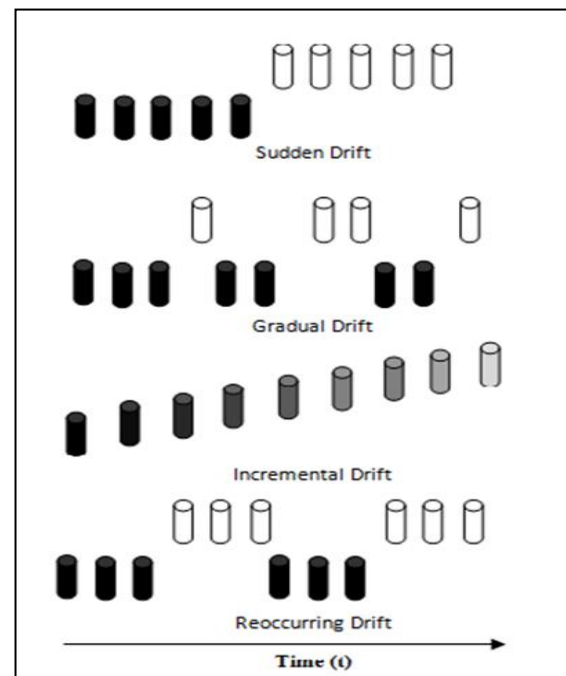 Sudden Drift
Gradual Drift
Incremental Drift
Reoccurring Drift
Time (t)